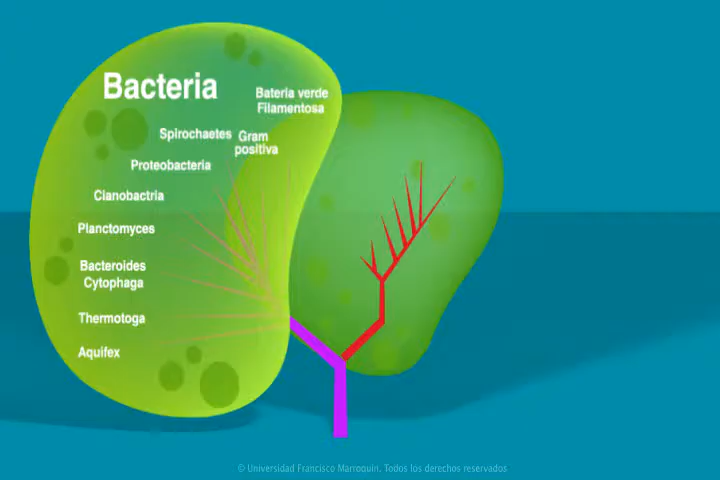 Bacteria
Bateria verde
Filamentosa
Spirochaetes
Gram
positiva
Proteobacteria
Cianobactria
Planctomyces
Bacteroides
Cytophaga
Thermotoga
Aquifex
© Universidad Francisco Marroquín. Todos los derechos reservados